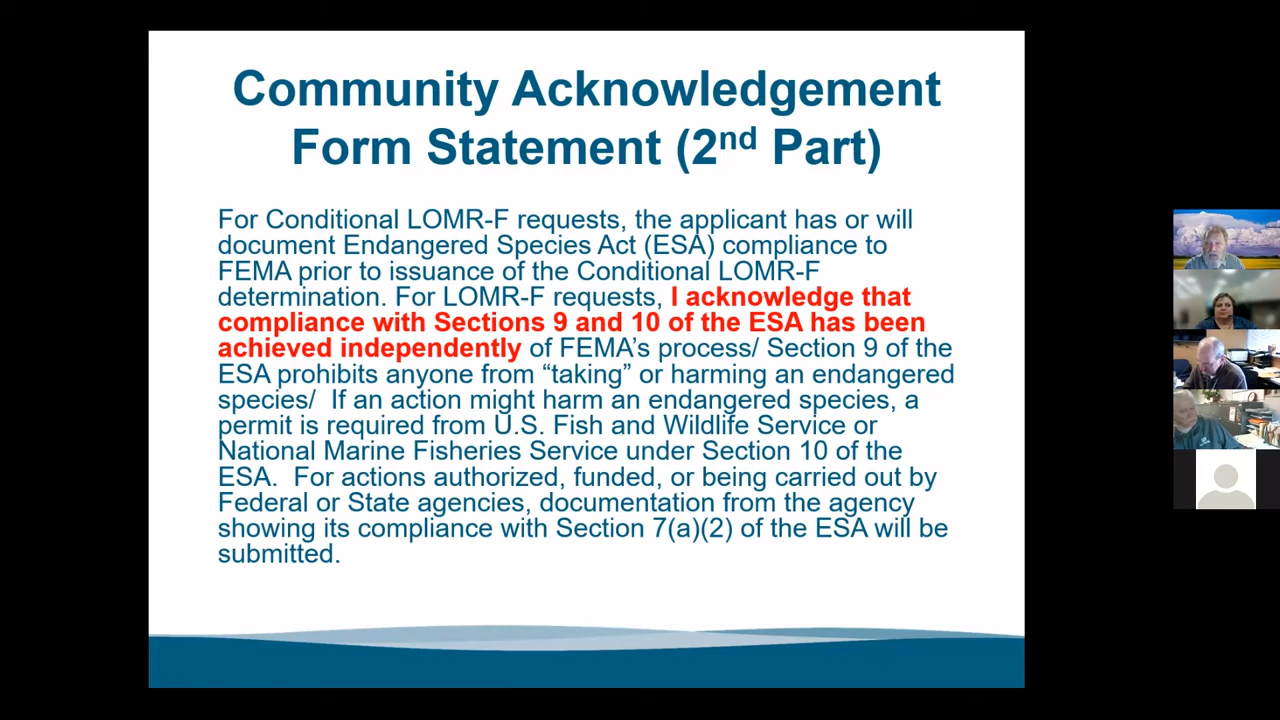 Community Acknowledgement
Form Statement (2nd Part)
For Conditional LOMR-F requests, the applicant has or will
document Endangered Species Act (ESA) compliance to
FEMA prior to issuance of the Conditional LOMR-F
determination. For LOMR-F requests, I acknowledge that
compliance with Sections 9 and 10 of the ESA has been
achieved independently of FEMA’s process/ Section 9 of the
ESA prohibits anyone from “taking” or harming an endangered
species/  If an action might harm an endangered species, a
permit is required from U.S. Fish and Wildlife Service or
National Marine Fisheries Service under Section 10 of the
ESA.  For actions authorized, funded, or being carried out by
Federal or State agencies, documentation from the agency
showing its compliance with Section 7(a)(2) of the ESA will be
submitted.